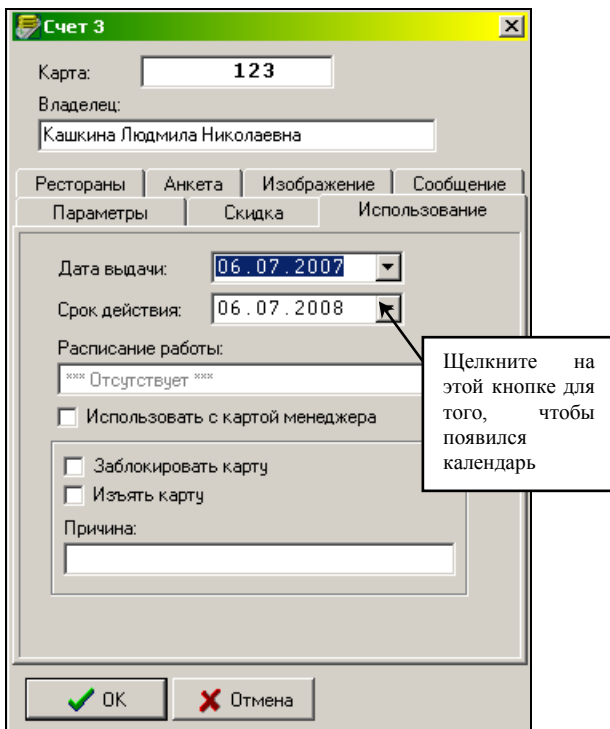 Счет 3
Карта: 123
Владелец:
Кашкина Людмила Николаевна
Рестораны Анкета Изображение Сообщение
Параметры Скидка Использование
Дата выдачи: 06.07.2007
Срок действия: 06.07.2008
Расписание работы:
*** Отсутствует ***
Использовать с картой менеджера
Заблокировать карту
Изъять карту
Причина:
OK Отмена
Щелкните на
этой кнопке для
того, чтобы
появился
календарь